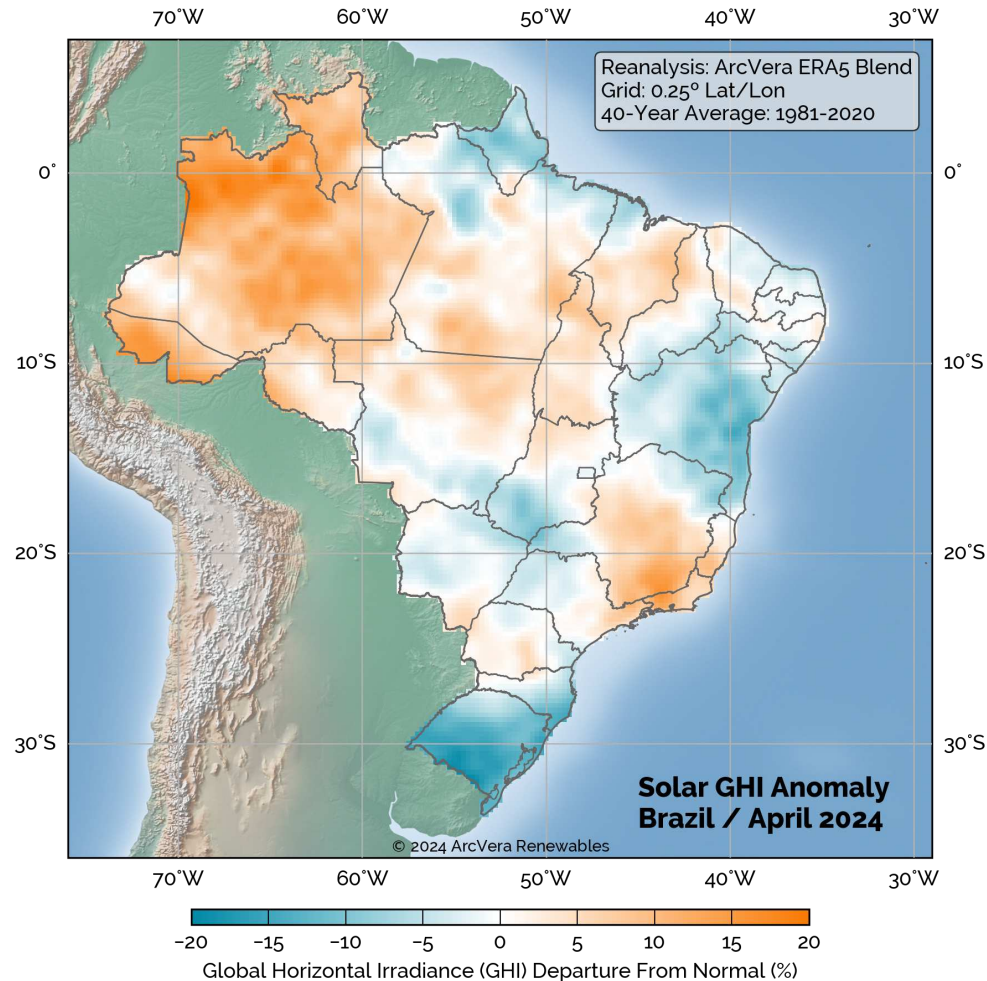 70°W 60°W 50°W 40°W 30°W
Reanalysis: ArcVera ERA5 Blend
Grid: 0.25º Lat/Lon
40-Year Average: 1981-2020
0° 0°
10°S 10°S
20°S 20°S
30°S 30°S
Solar GHI Anomaly
Brazil / April 2024
© 2024 ArcVera Renewables
70°W 60°W 50°W 40°W 30°W
−20 −15 −10 −5 0 5 10 15 20
Global Horizontal Irradiance (GHI) Departure From Normal (%)